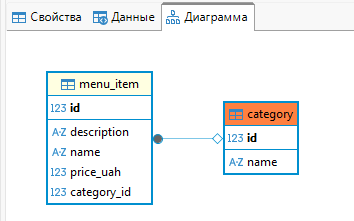 Свойства
Данные
Диаграмма
menu_item
123 id
A-Z description
A-Z name
123 price_uah
123 category_id
category
123 id
A-Z name